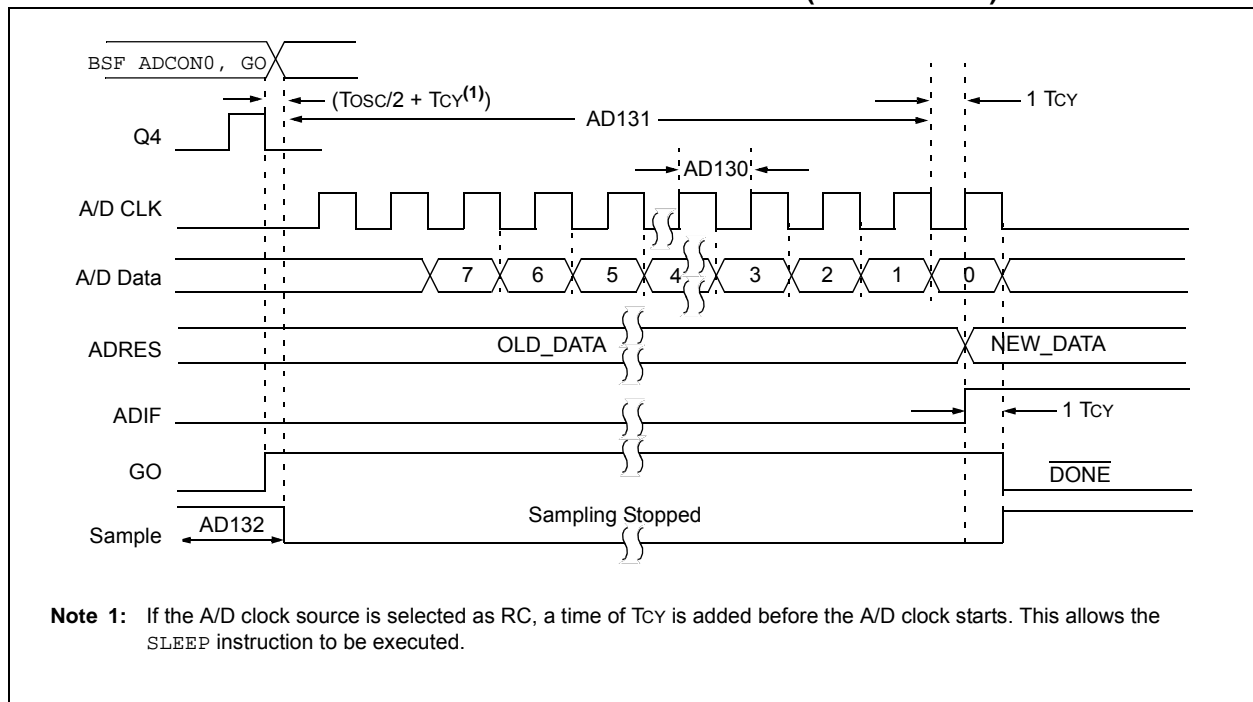 BSF ADCON0, GO
(TOSC/2 + TCY(1))
1 TCY
AD131
Q4
AD130
A/D CLK
A/D Data
7 6 5 4 3 2 1 0
ADRES
OLD_DATA
NEW_DATA
ADIF
1 TCY
GO
DONE
Sample
AD132
Sampling Stopped
Note 1: If the A/D clock source is selected as RC, a time of TCY is added before the A/D clock starts. This allows the
SLEEP instruction to be executed.